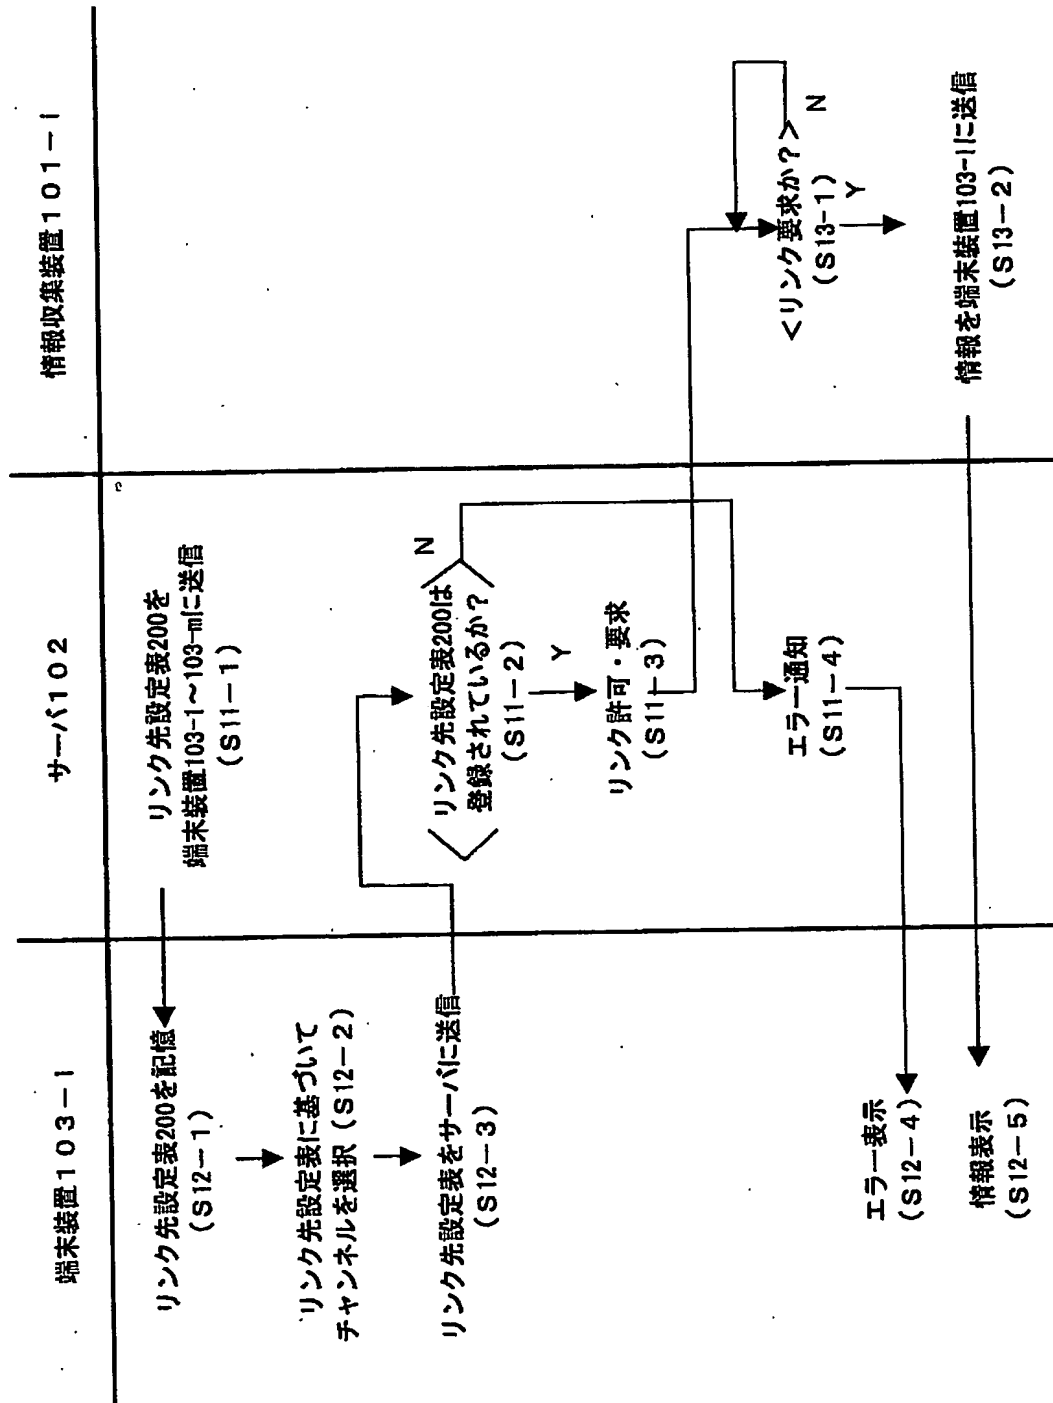 端末装置103-1
サーバ102
情報収集装置101-1
リンク先設定表200を
端末装置103-1~103-mに送信
(S11-1)
リンク先設定表200を記憶
(S12-1)
リンク先設定表に基づいて
チャンネルを選択(S12-2)
リンク先設定表をサーバに送信
(S12-3)
リンク先設定表200は
登録されているか?
(S11-2)
N
Y
リンク許可・要求
(S11-3)
<リンク要求か?>
(S13-1)
N
Y
エラー通知
(S11-4)
エラー表示
(S12-4)
情報を端末装置103-1に送信
(S13-2)
情報表示
(S12-5)